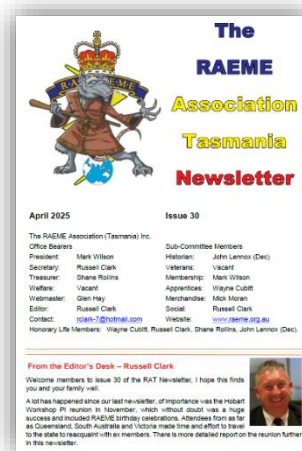 The
RAEME
Association
Tasmania
Newsletter
RAEME
April 2025 Issue 30
The RAEME Association (Tasmania) Inc.
Office Bearers Sub-Committee Members
President: Mark Wilson Historian: John Lennox (Dec)
Secretary: Russell Clark Veterans: Vacant
Treasurer: Shane Rollins Membership: Mark Wilson
Welfare: Vacant Apprentices: Wayne Cubitt
Webmaster: Glen Hay Merchandise: Mick Moran
Editor: Russell Clark Social: Russell Clark
Contact: rclark-7@hotmail.com Website: www.raeme.org.au
Honorary Life Members: Wayne Cubitt, Russell Clark, Shane Rollins, John Lennox (Dec).
From the Editor's Desk – Russell Clark
Welcome members to issue 30 of the RAT Newsletter, I hope this finds
you and your family well.
A lot has happened since our last newsletter, of importance was the Hobart
Workshop Pl reunion in November, which without doubt was a huge
success and included RAEME birthday celebrations. Attendees from as far
as Queensland, South Australia and Victoria made time and effort to travel
to the state to reacquaint with ex members. There is more detailed report on the reunion further
in this newsletter.